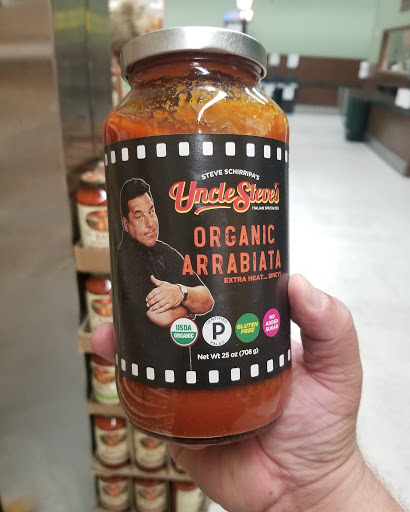 STEVE SCHIRRIPA'S
Uncle Steve's
ITALIAN SPECIALTIES
ORGANIC
ARRABIATA
EXTRA HEAT... SPICY!
USDA
ORGANIC
P
PALEO
GLUTEN
FREE
NO
ADDED
SUGAR
Net Wt 25 oz (708 g)